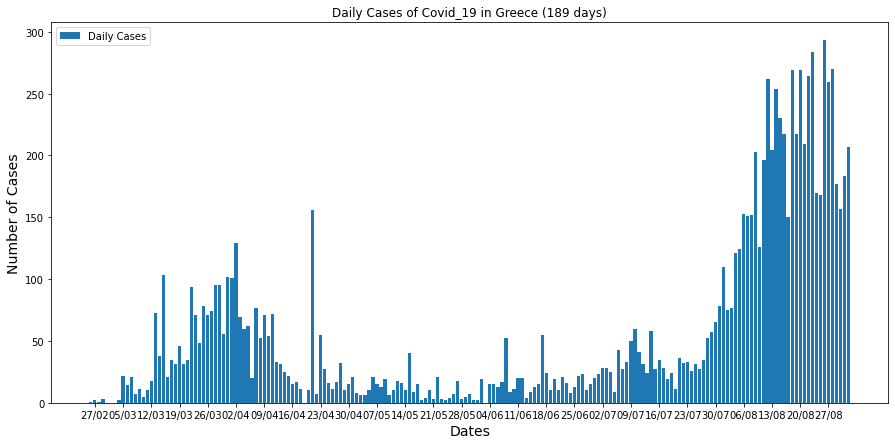 Daily Cases of Covid_19 in Greece (189 days)
Daily Cases
300
250
200
150
100
50
0
Number of Cases
27/02 05/03 12/03 19/03 26/03 02/04 09/04 16/04 23/04 30/04 07/05 14/05 21/05 28/05 04/06 11/06 18/06 25/06 02/07 09/07 16/07 23/07 30/07 06/08 13/08 20/08 27/08
Dates